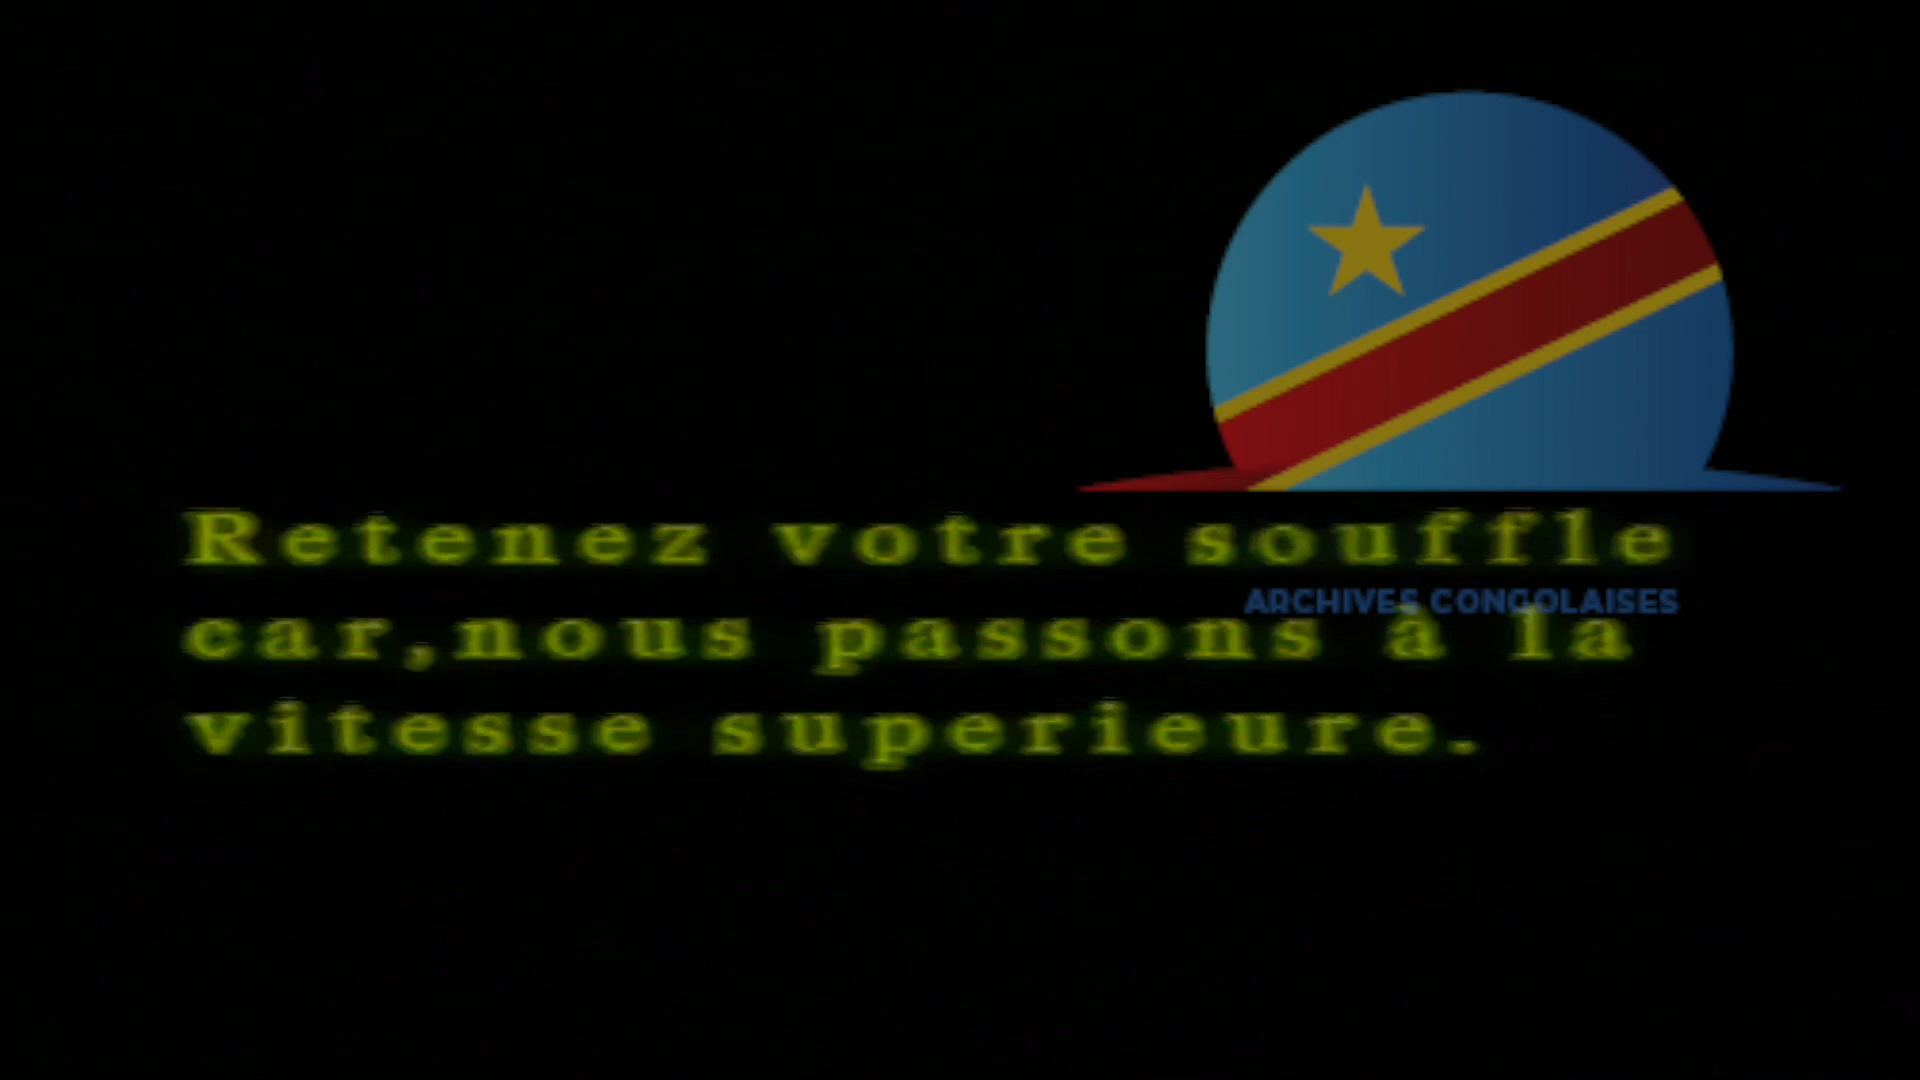 Retenez votre souffle
ARCHIVES CONGOLAISES
car,nous passons à la
vitesse superieure.